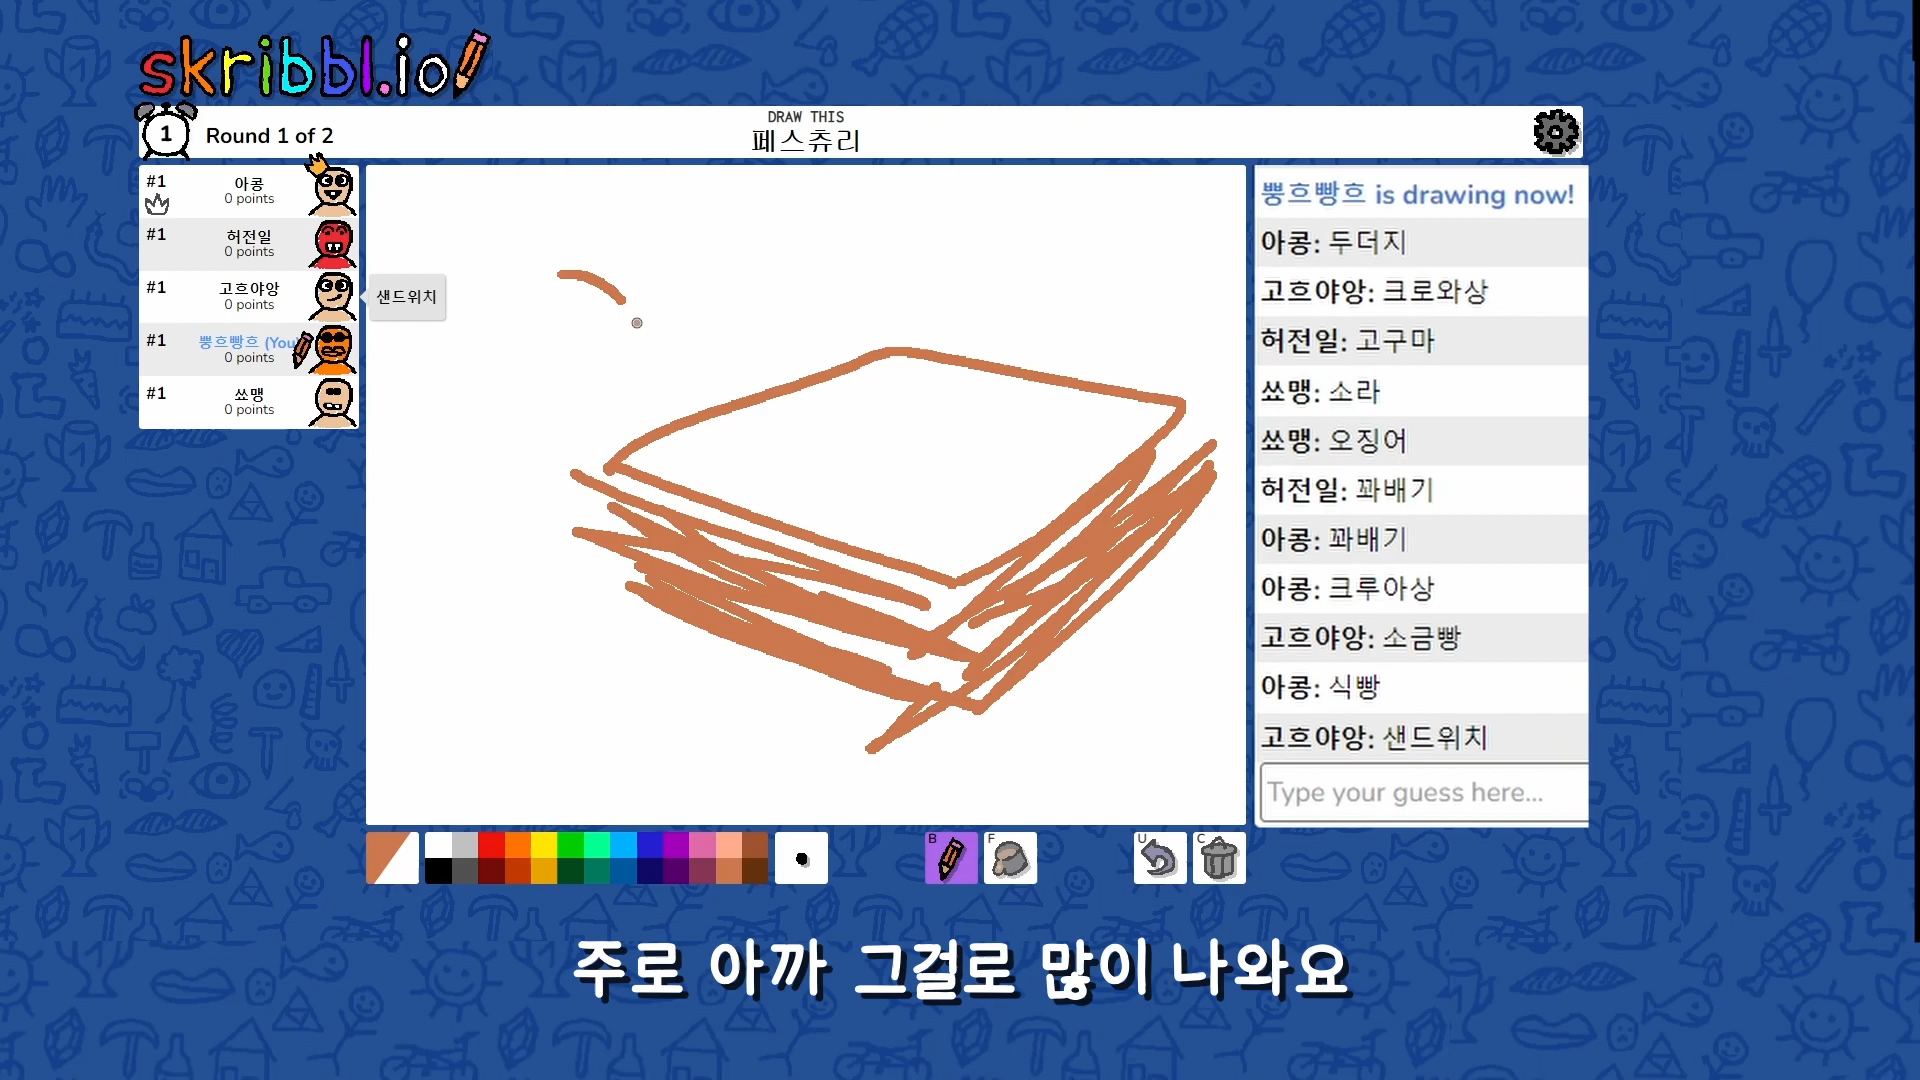 skribbl.io
1
Round 1 of 2
DRAW THIS
페스츄리
#1
아콩
0 points
#1
허전일
0 points
#1
고흐야앙
0 points
샌드위치
#1
뿡흐빵흐 (You
0 points
#1
쑈맹
0 points
뿡흐빵흐 is drawing now!
아콩: 두더지
고흐야앙: 크로와상
허전일: 고구마
쑈맹: 소라
쑈맹: 오징어
허전일: 꽈배기
아콩: 꽈배기
아콩: 크루아상
고흐야앙: 소금빵
아콩: 식빵
고흐야앙: 샌드위치
Type your guess here...
B
F
U
C
주로 아까 그걸로 많이 나와요